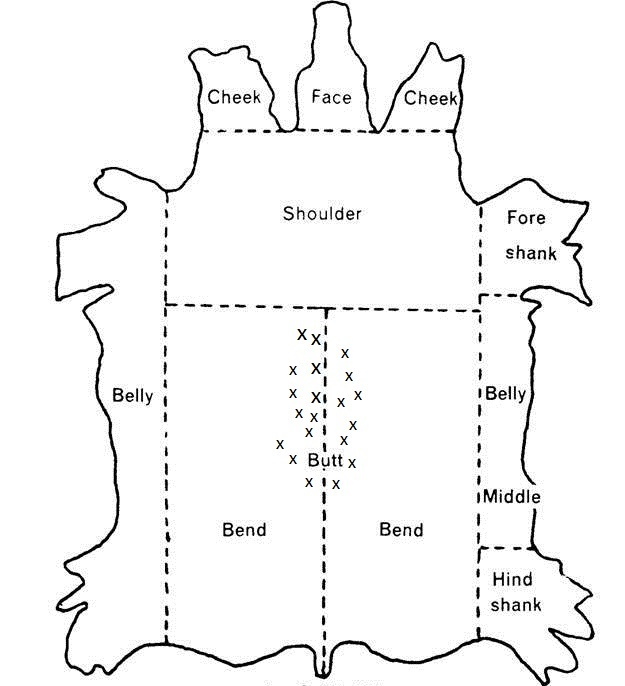 Cheek
Face
Cheek
Shoulder
Fore
shank
x x
x
x x
x
x x
x x
x x
x
x
x
x
x
Butt
x
x x
Belly
Belly
Middle
Bend
Bend
Hind
shank